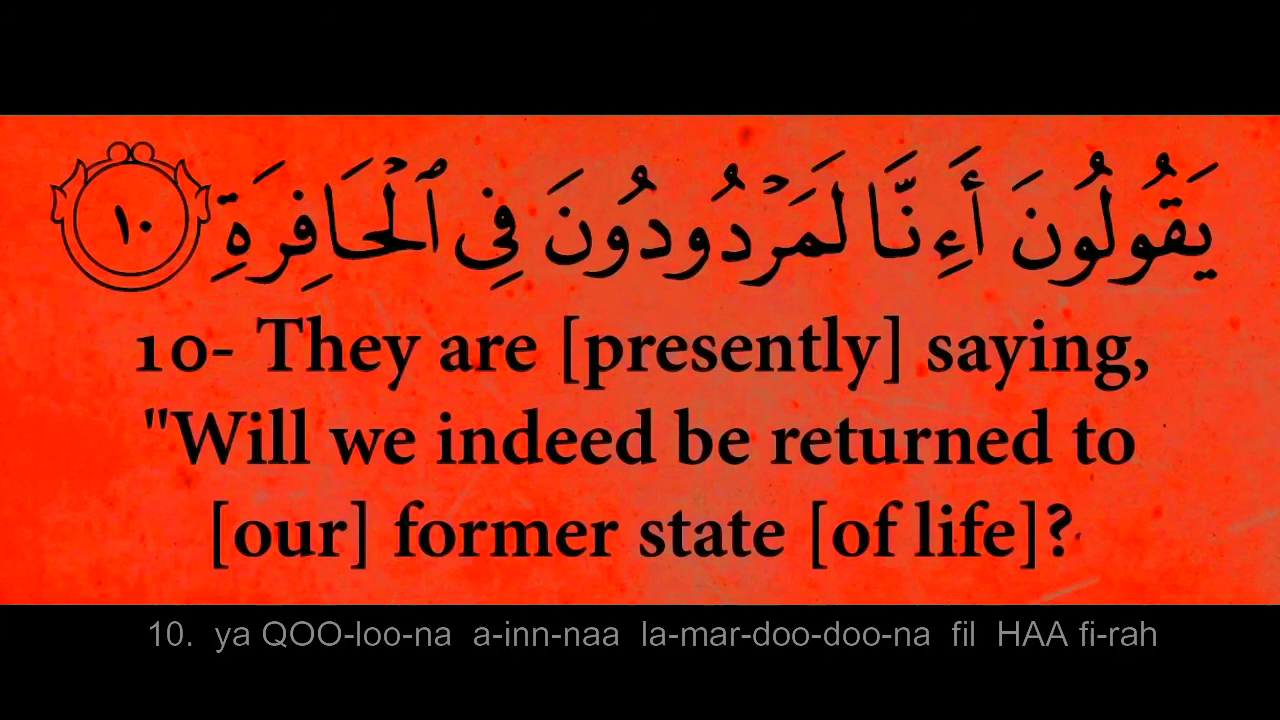 يَقُولُونَ أَءِنَّا لَمَرْدُودُونَ فِي ٱلْحَافِرَةِ ١٠
10- They are [presently] saying,
"Will we indeed be returned to
[our] former state [of life]?
10. ya QOO-loo-na a-inn-naa la-mar-doo-doo-na fil HAA fi-rah